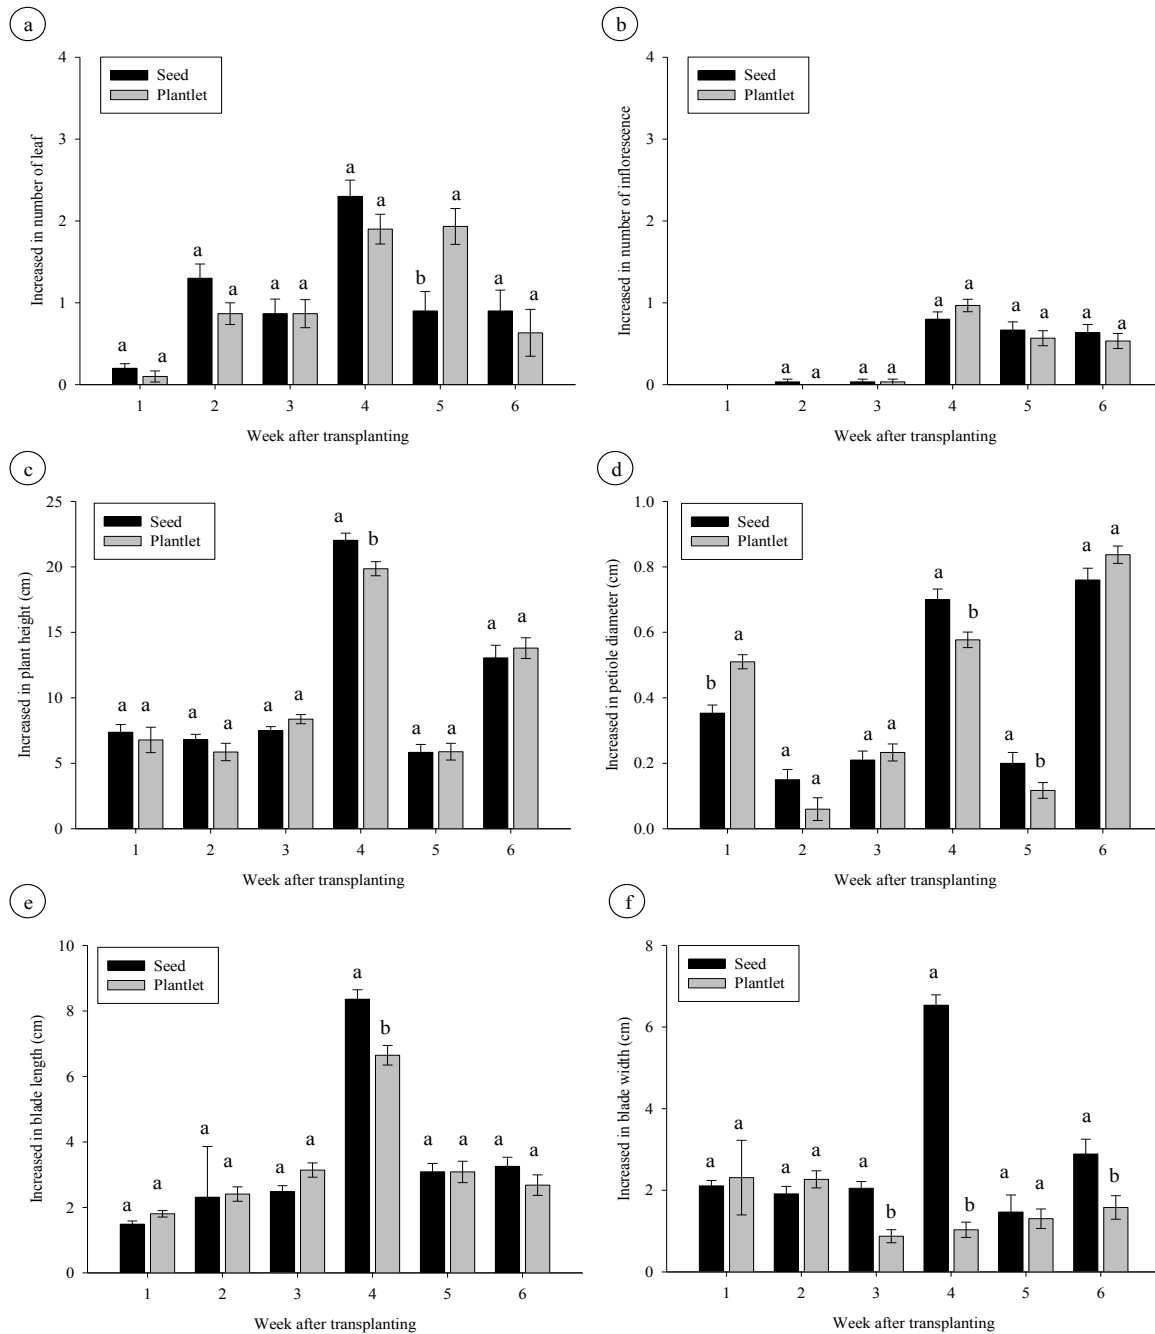 a
4
3
2
1
0
Increased in number of leaf
Seed
Plantlet
a a
a a
a a
a a
b a
a a
1 2 3 4 5 6
Week after transplanting
b
4
3
2
1
0
Increased in number of inflorescence
Seed
Plantlet
a a
a a
a a
a a
a a
1 2 3 4 5 6
Week after transplanting
c
25
20
15
10
5
0
Increased in plant height (cm)
Seed
Plantlet
a a
a a
a a
a b
a a
a a
1 2 3 4 5 6
Week after transplanting
d
1.0
0.8
0.6
0.4
0.2
0.0
Increased in petiole diameter (cm)
Seed
Plantlet
b a
a a
a a
a b
a b
a a
1 2 3 4 5 6
Week after transplanting
e
10
8
6
4
2
0
Increased in blade length (cm)
Seed
Plantlet
a a
a a
a a
a b
a a
a a
1 2 3 4 5 6
Week after transplanting
f
8
6
4
2
0
Increased in blade width (cm)
Seed
Plantlet
a a
a a
a b
a b
a a
a b
1 2 3 4 5 6
Week after transplanting